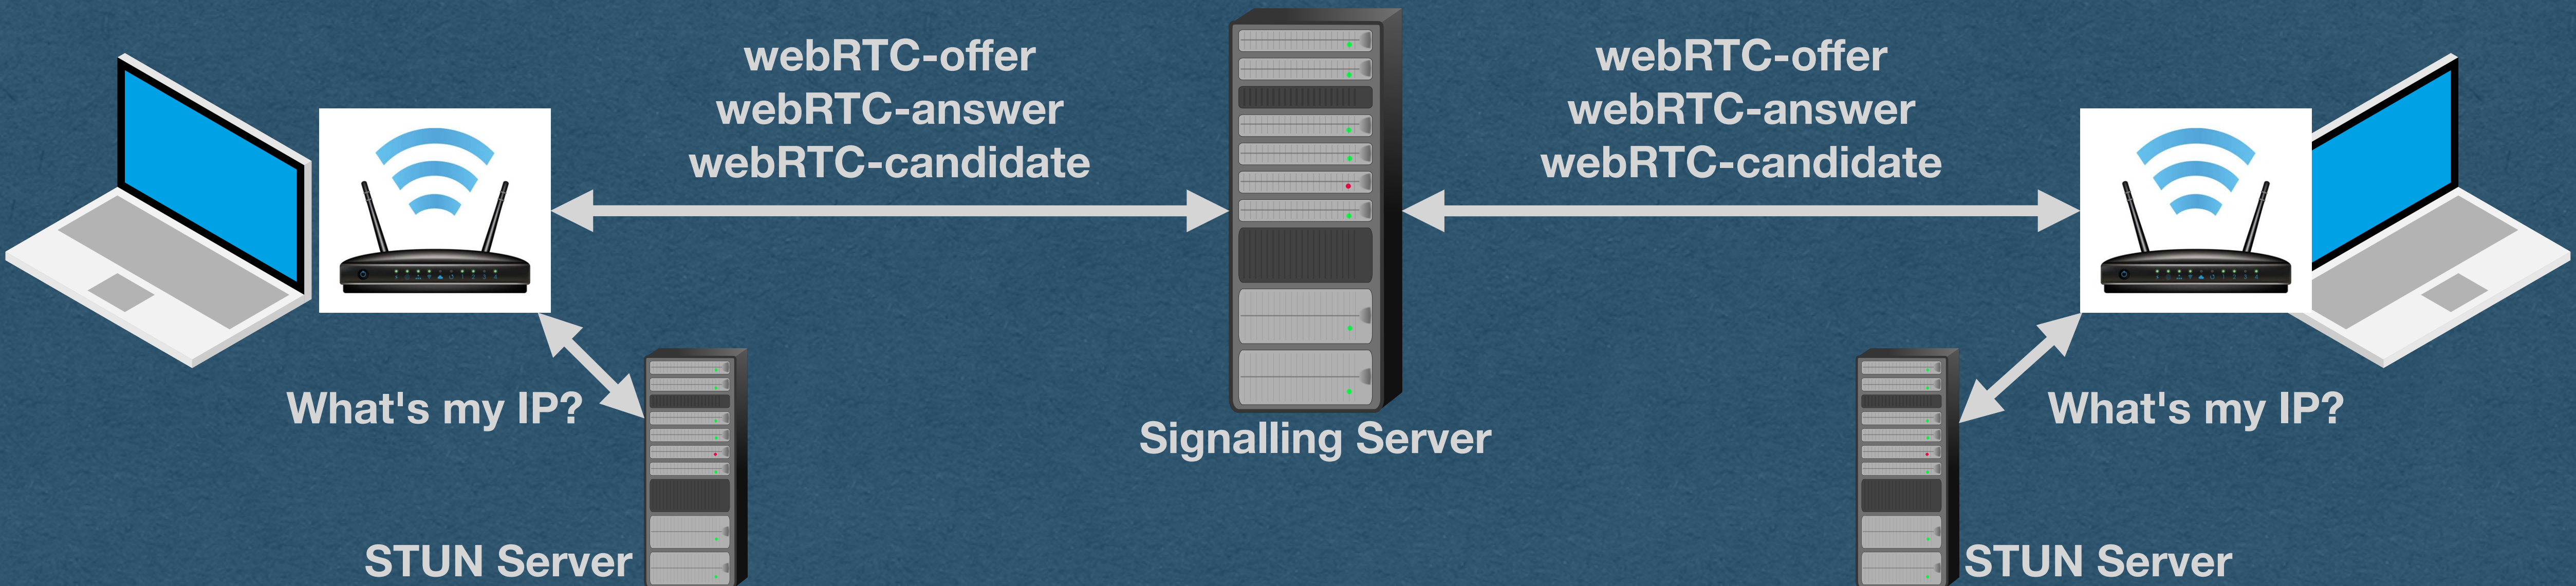 webRTC-offer
webRTC-answer
webRTC-candidate
webRTC-offer
webRTC-answer
webRTC-candidate
What's my IP?
Signalling Server
What's my IP?
STUN Server
STUN Server